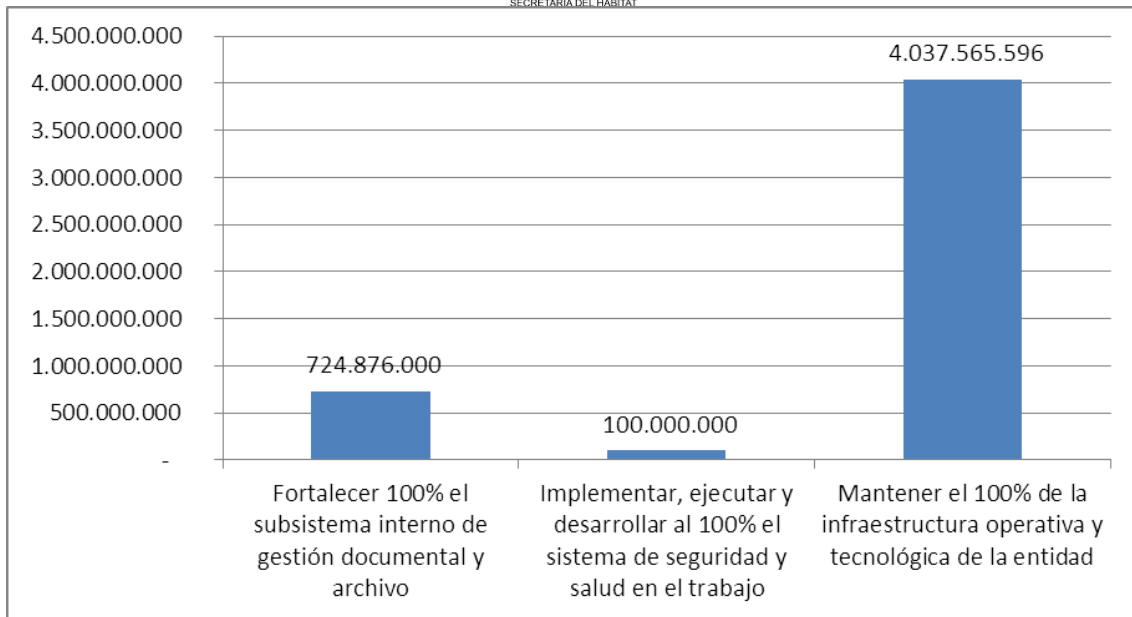 SECRETARÍA DEL HÁBITAT
4.500.000.000
4.000.000.000
3.500.000.000
3.000.000.000
2.500.000.000
2.000.000.000
1.500.000.000
1.000.000.000
500.000.000
-
724.876.000
100.000.000
4.037.565.596
Fortalecer 100% el
subsistema interno de
gestión documental y
archivo
Implementar, ejecutar y
desarrollar al 100% el
sistema de seguridad y
salud en el trabajo
Mantener el 100% de la
infraestructura operativa y
tecnológica de la entidad